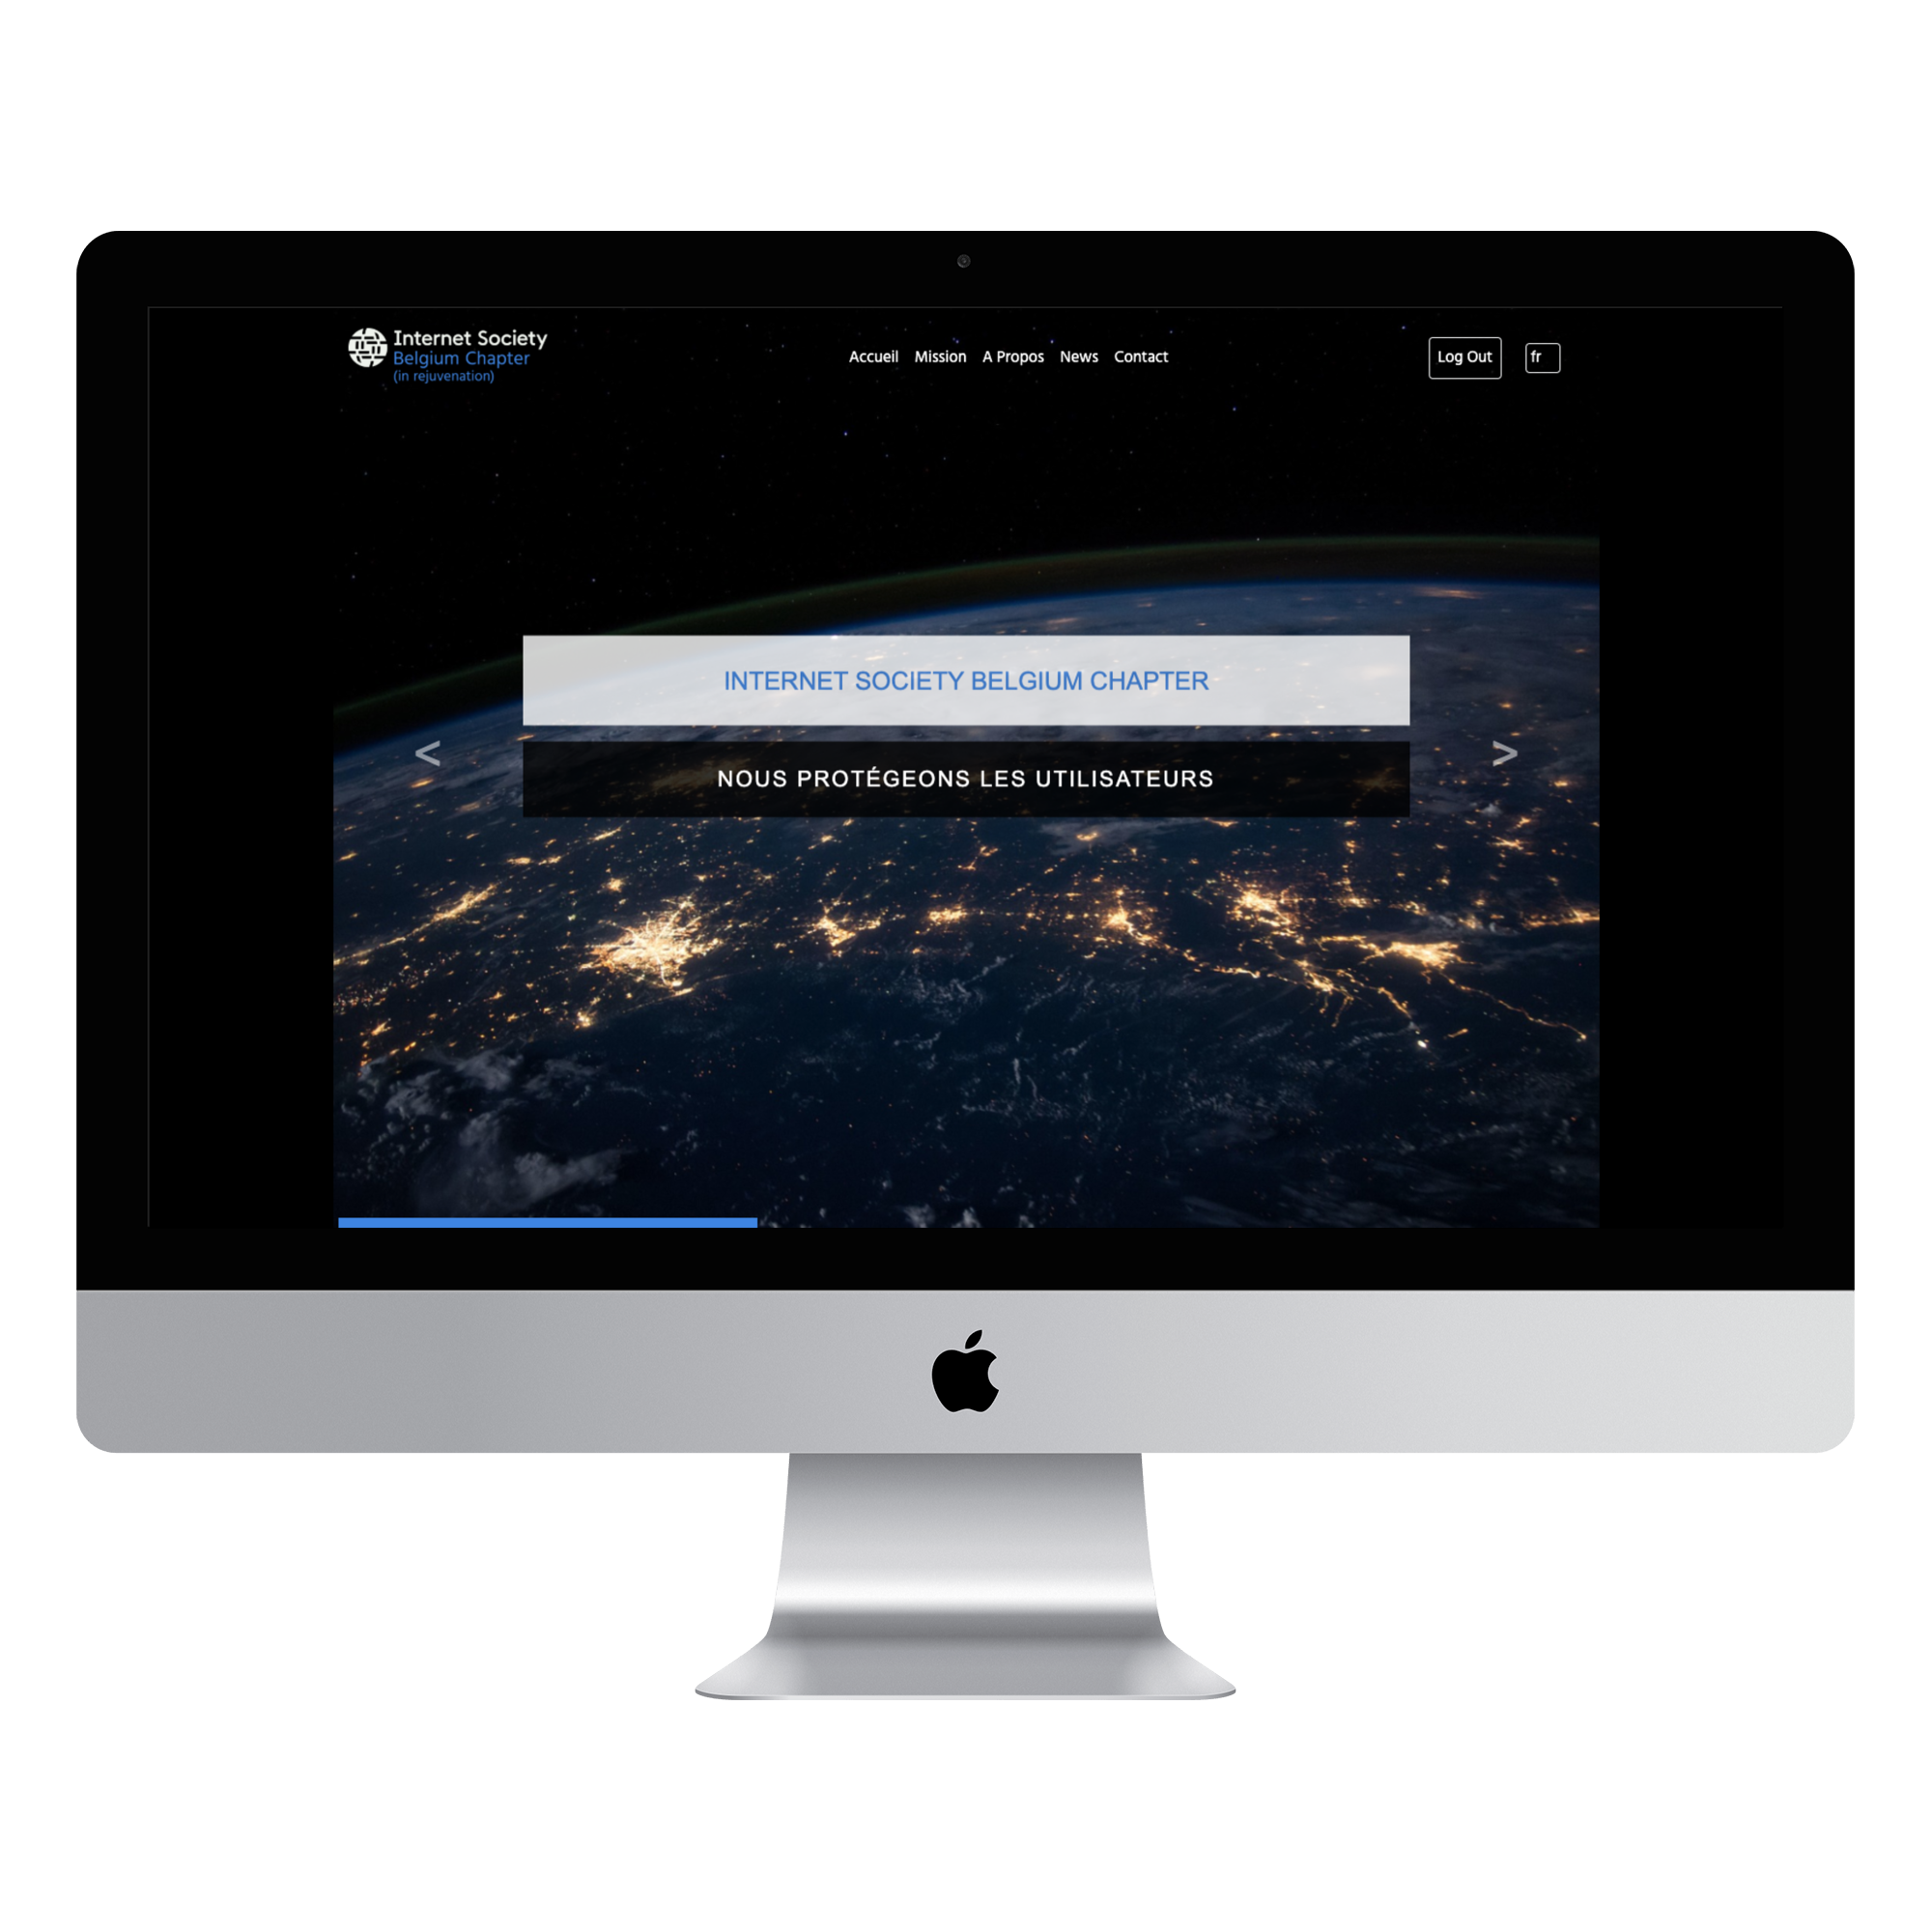 Internet Society
Belgium Chapter
(in rejuvenation)
Accueil Mission A Propos News Contact
Log Out
fr
INTERNET SOCIETY BELGIUM CHAPTER
< >
NOUS PROTÉGEONS LES UTILISATEURS